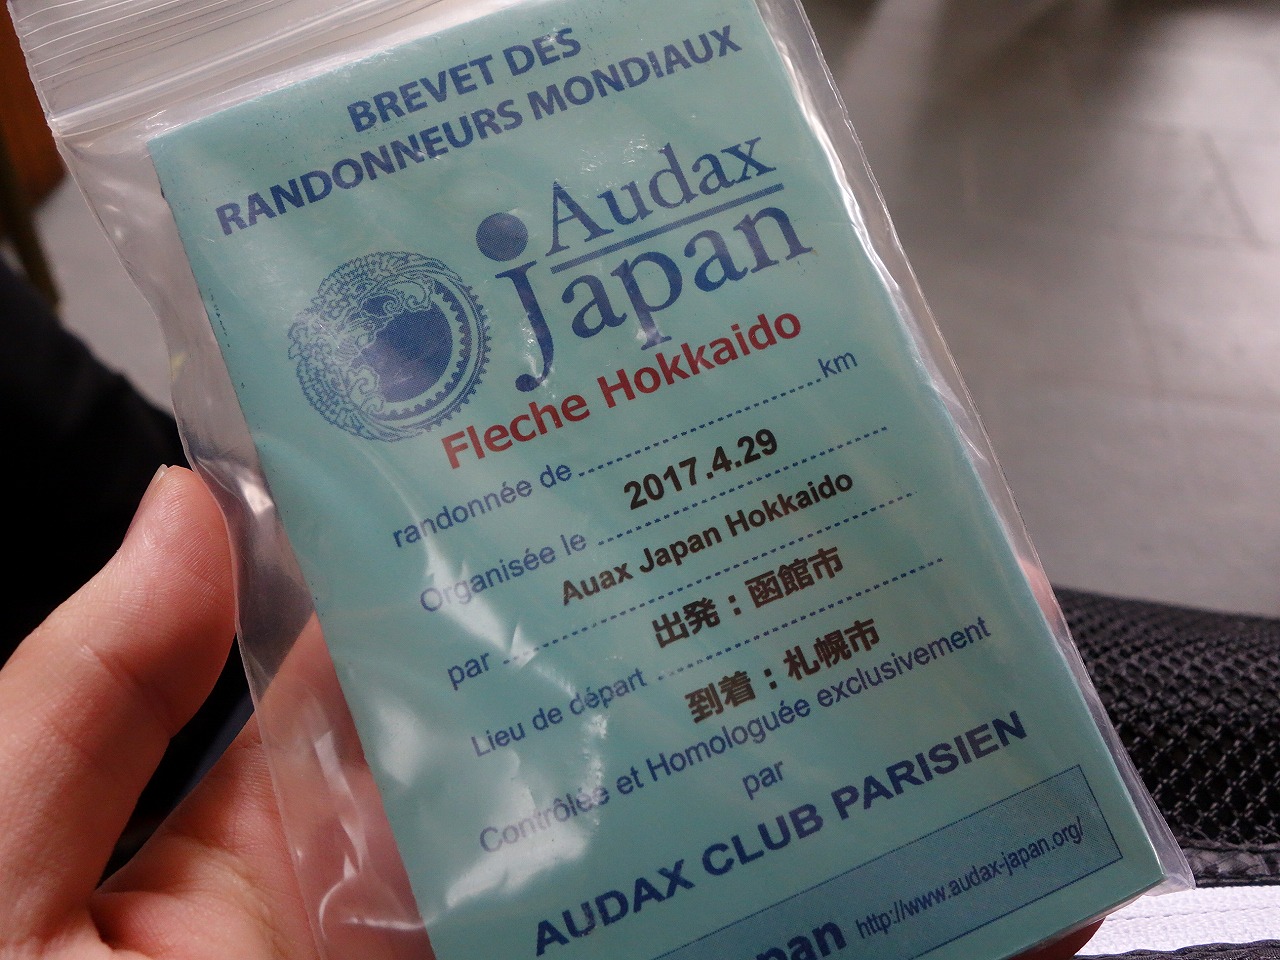 BREVET DES
RANDONNEURS MONDIAUX
Audax
Japan
Fleche Hokkaido
randonnée de ........................ km
2017.4.29
Organisée le ........................
Auax Japan Hokkaido
par ........................
出発：函館市
Lieu de départ ........................
到着：札幌市
Contrôlée et Homologuée exclusivement
par
AUDAX CLUB PARISIEN
pan http://www.audax-japan.org/